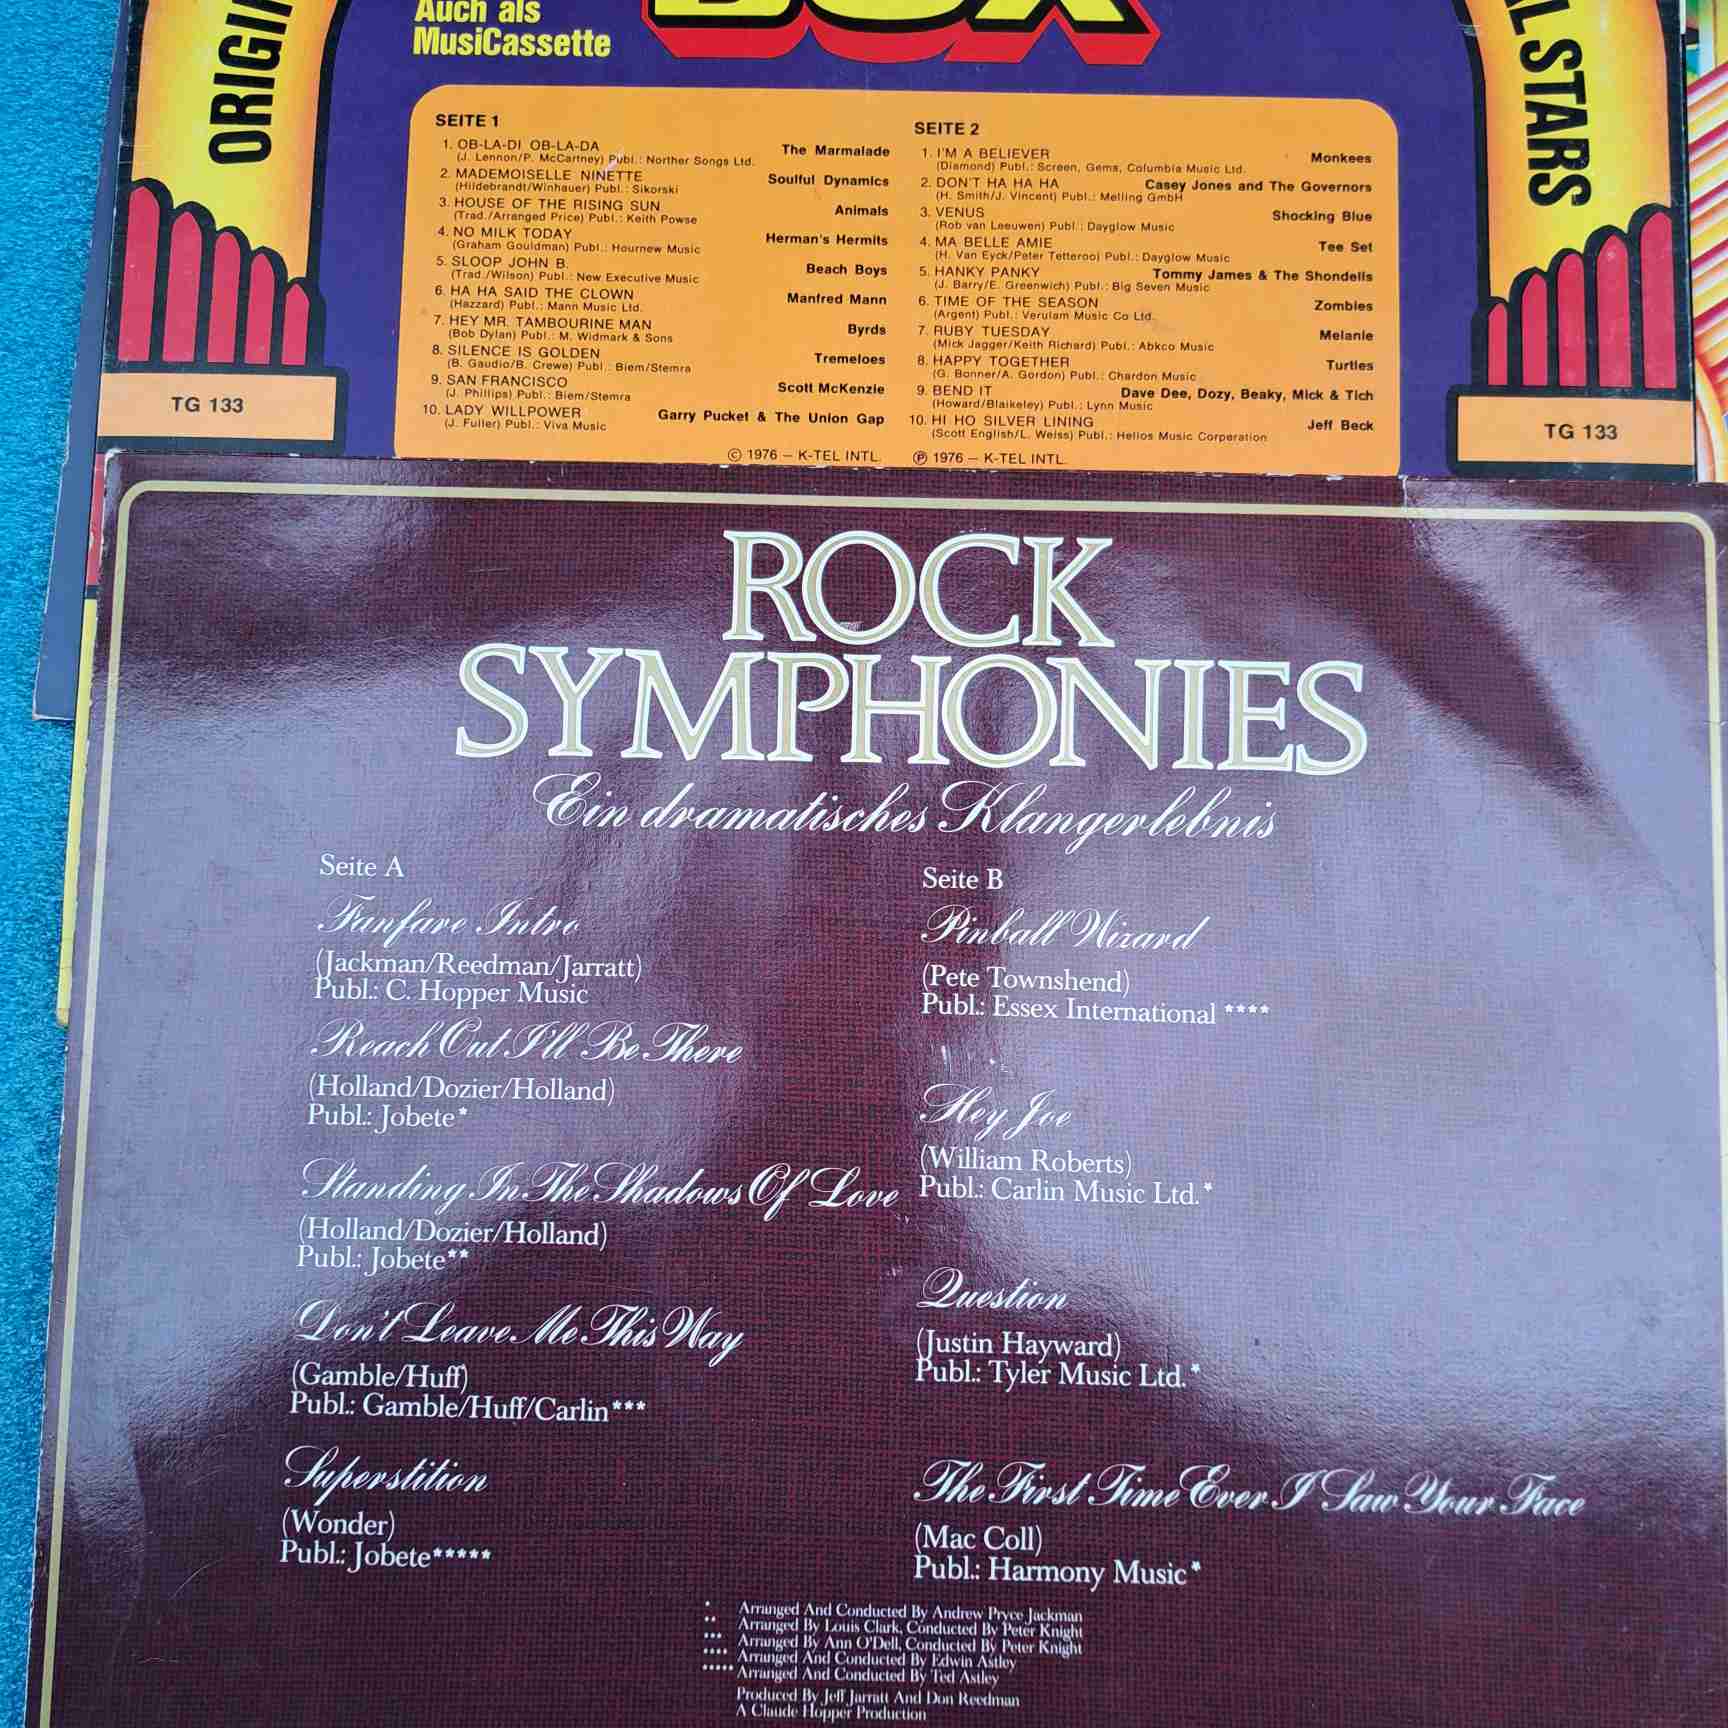 Auch als
MusiCassette
BOX
SEITE 1
1. OB-LA-DI OB-LA-DA The Marmalade
(J. Lennon/P. McCartney) Publ.: Norther Songs Ltd.
2. MADEMOISELLE NINETTE Soulful Dynamics
(Hildebrandt/Winhauer) Publ.: Sikorski
3. HOUSE OF THE RISING SUN Animals
(Trad./Arranged Price) Publ.: Keith Powse
4. NO MILK TODAY Herman's Hermits
(Graham Gouldman) Publ.: Hournew Music
5. SLOOP JOHN B. Beach Boys
(Trad./Wilson) Publ.: New Executive Music
6. HA HA SAID THE CLOWN Manfred Mann
(Hazzard) Publ.: Mann Music Ltd.
7. HEY MR. TAMBOURINE MAN Byrds
(Bob Dylan) Publ.: M. Widmark & Sons
8. SILENCE IS GOLDEN Tremeloes
(B. Gaudio/B. Crewe) Publ.: Biem/Stemra
9. SAN FRANCISCO Scott McKenzie
(J. Phillips) Publ.: Biem/Stemra
10. LADY WILLPOWER Garry Pucket & The Union Gap
(J. Fuller) Publ.: Viva Music
© 1976 — K-TEL INTL.
SEITE 2
1. I'M A BELIEVER Monkees
(Diamond) Publ.: Screen, Gems, Columbia Music Ltd.
2. DON'T HA HA HA Casey Jones and The Governors
(H. Smith/J. Vincent) Publ.: Melling GmbH
3. VENUS Shocking Blue
(Rob van Leeuwen) Publ.: Dayglow Music
4. MA BELLE AMIE Tee Set
(H. Van Eyck/Peter Tetteroo) Publ.: Dayglow Music
5. HANKY PANKY Tommy James & The Shondells
(J. Barry/E. Greenwich) Publ.: Big Seven Music
6. TIME OF THE SEASON Zombies
(Argent) Publ.: Verulam Music Co Ltd.
7. RUBY TUESDAY Melanie
(Mick Jagger/Keith Richard) Publ.: Abkco Music
8. HAPPY TOGETHER Turtles
(G. Bonner/A. Gordon) Publ.: Chardon Music
9. BEND IT Dave Dee, Dozy, Beaky, Mick & Tich
(Howard/Blaikeley) Publ.: Lynn Music
10. HI HO SILVER LINING Jeff Beck
(Scott English/L. Weiss) Publ.: Helios Music Corperation
℗ 1976 — K-TEL INTL.
STARS
TG 133
TG 133
ROCK
SYMPHONIES
Ein dramatisches Klangerlebnis
Seite A
Fanfare Intro
(Jackman/Reedman/Jarratt)
Publ.: C. Hopper Music
Reach Out I'll Be There
(Holland/Dozier/Holland)
Publ.: Jobete*
Standing In The Shadows Of Love
(Holland/Dozier/Holland)
Publ.: Jobete**
Don't Leave Me This Way
(Gamble/Huff)
Publ.: Gamble/Huff/Carlin***
Superstition
(Wonder)
Publ.: Jobete*****
Seite B
Pinball Wizard
(Pete Townshend)
Publ.: Essex International ****
Hey Joe
(William Roberts)
Publ.: Carlin Music Ltd.*
Question
(Justin Hayward)
Publ.: Tyler Music Ltd.*
The First Time Ever I Saw Your Face
(Mac Coll)
Publ.: Harmony Music*
* Arranged And Conducted By Andrew Pryce Jackman
** Arranged By Louis Clark, Conducted By Peter Knight
*** Arranged By Ann O'Dell, Conducted By Peter Knight
**** Arranged And Conducted By Edwin Astley
***** Arranged And Conducted By Ted Astley
Produced By Jeff Jarratt And Don Reedman
A Claude Hopper Production